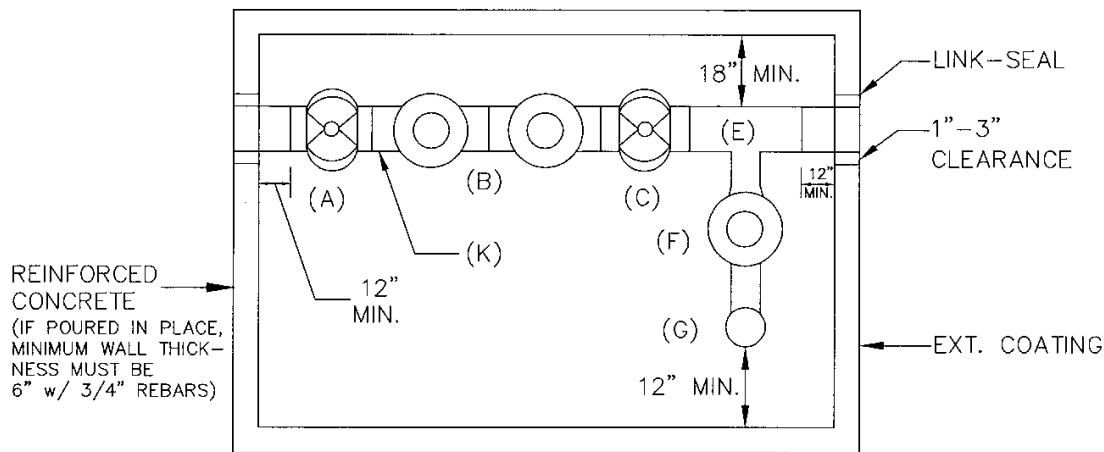 18" MIN.
LINK-SEAL
(E)
1"-3"
CLEARANCE
12"
MIN.
(A)
(B)
(C)
(F)
(K)
REINFORCED
CONCRETE
(IF POURED IN PLACE,
MINIMUM WALL THICK-
NESS MUST BE
6" w/ 3/4" REBARS)
12"
MIN.
(G)
EXT. COATING
12" MIN.